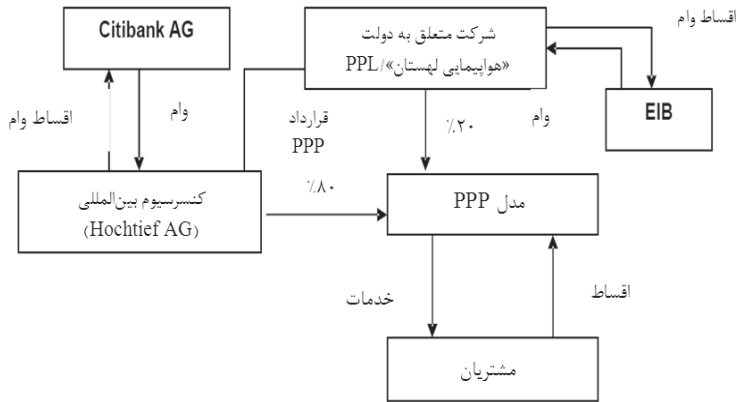 Citibank AG
شرکت متعلق به دولت
«هواپیمایی لهستان»/PPL
اقساط وام
EIB
اقساط وام
وام
قرارداد
PPP
٪۲۰
وام
٪۸۰
کنسرسیوم بین‌المللی
(Hochtief AG)
مدل PPP
خدمات
اقساط
مشتریان